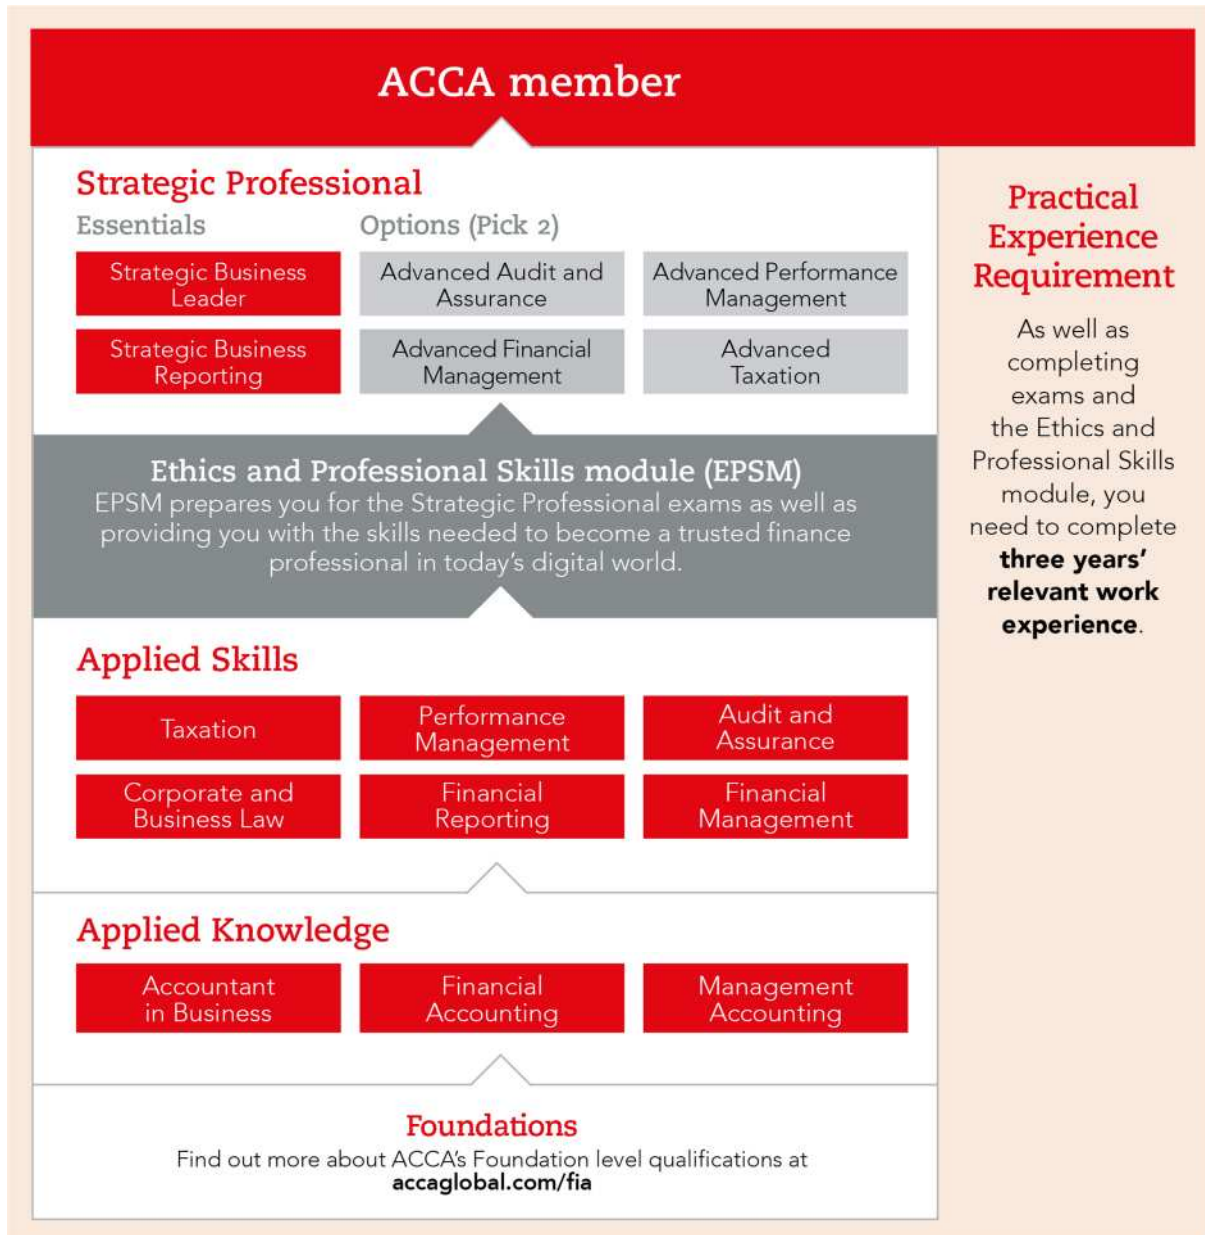 ACCA member
Strategic Professional
Essentials
Options (Pick 2)
Strategic Business
Leader
Advanced Audit and
Assurance
Advanced Performance
Management
Strategic Business
Reporting
Advanced Financial
Management
Advanced
Taxation
Ethics and Professional Skills module (EPSM)
EPSM prepares you for the Strategic Professional exams as well as
providing you with the skills needed to become a trusted finance
professional in today's digital world.
Applied Skills
Taxation
Performance
Management
Audit and
Assurance
Corporate and
Business Law
Financial
Reporting
Financial
Management
Applied Knowledge
Accountant
in Business
Financial
Accounting
Management
Accounting
Foundations
Find out more about ACCA's Foundation level qualifications at
accaglobal.com/fia
Practical
Experience
Requirement
As well as
completing
exams and
the Ethics and
Professional Skills
module, you
need to complete
three years'
relevant work
experience.